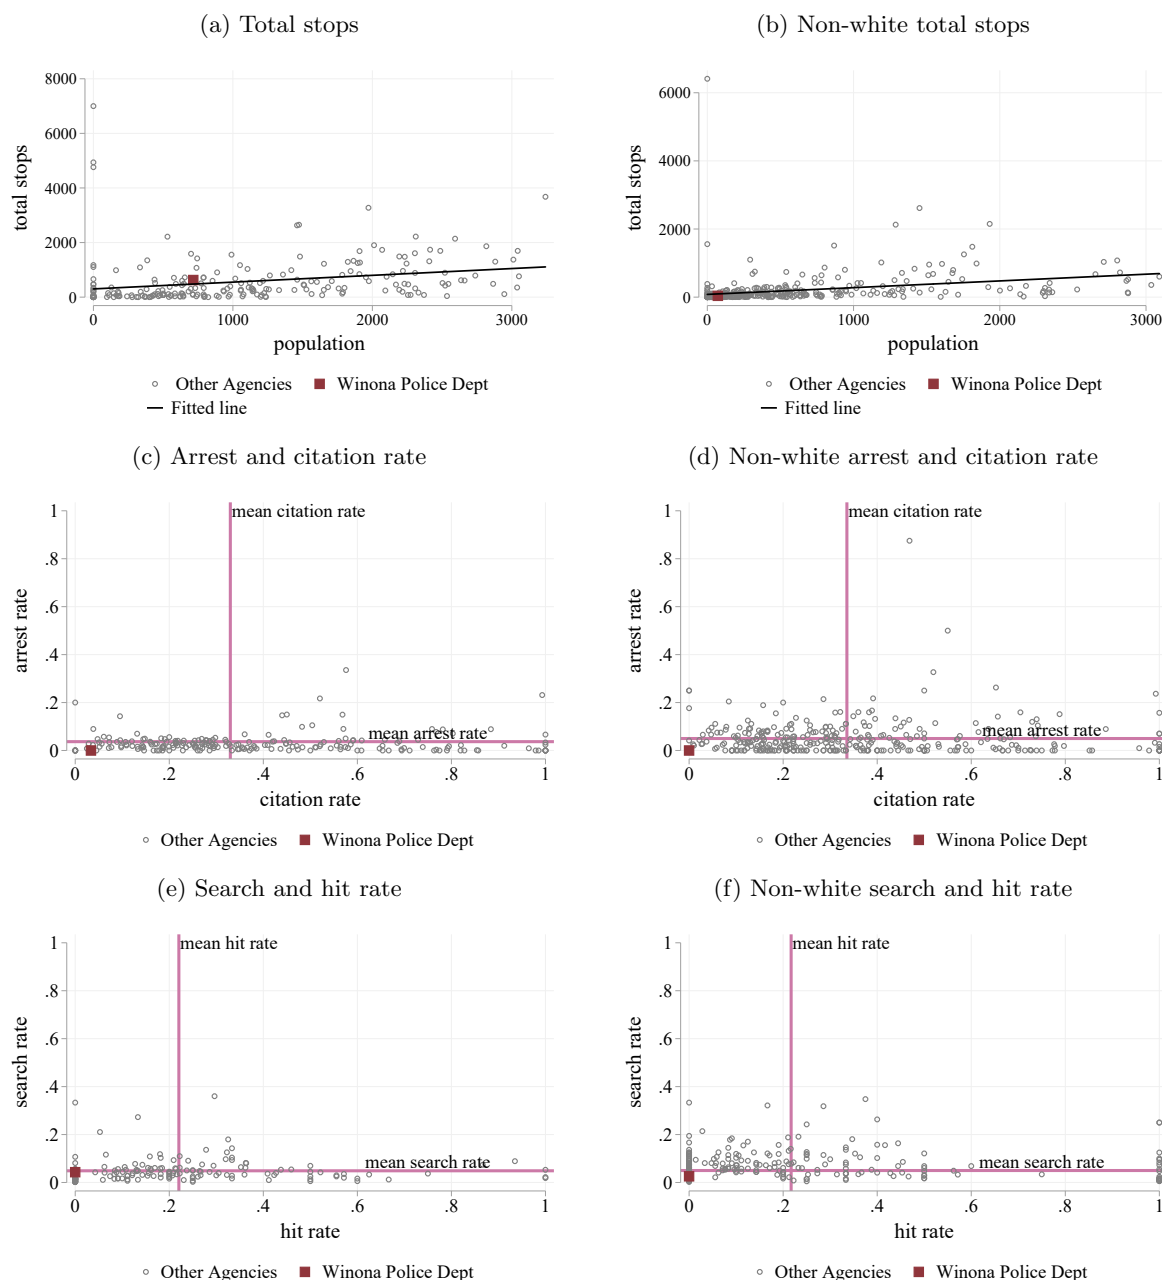 (a) Total stops
(b) Non-white total stops
total stops
8000
6000
4000
2000
0
0 1000 2000 3000
population
Other Agencies Winona Police Dept
Fitted line
total stops
6000
4000
2000
0
0 1000 2000 3000
population
Other Agencies Winona Police Dept
Fitted line
(c) Arrest and citation rate
(d) Non-white arrest and citation rate
arrest rate
1
.8
.6
.4
.2
0
mean citation rate
mean arrest rate
0 .2 .4 .6 .8 1
citation rate
Other Agencies Winona Police Dept
arrest rate
1
.8
.6
.4
.2
0
mean citation rate
mean arrest rate
0 .2 .4 .6 .8 1
citation rate
Other Agencies Winona Police Dept
(e) Search and hit rate
(f) Non-white search and hit rate
search rate
1
.8
.6
.4
.2
0
mean hit rate
mean search rate
0 .2 .4 .6 .8 1
hit rate
Other Agencies Winona Police Dept
search rate
1
.8
.6
.4
.2
0
mean hit rate
mean search rate
0 .2 .4 .6 .8 1
hit rate
Other Agencies Winona Police Dept